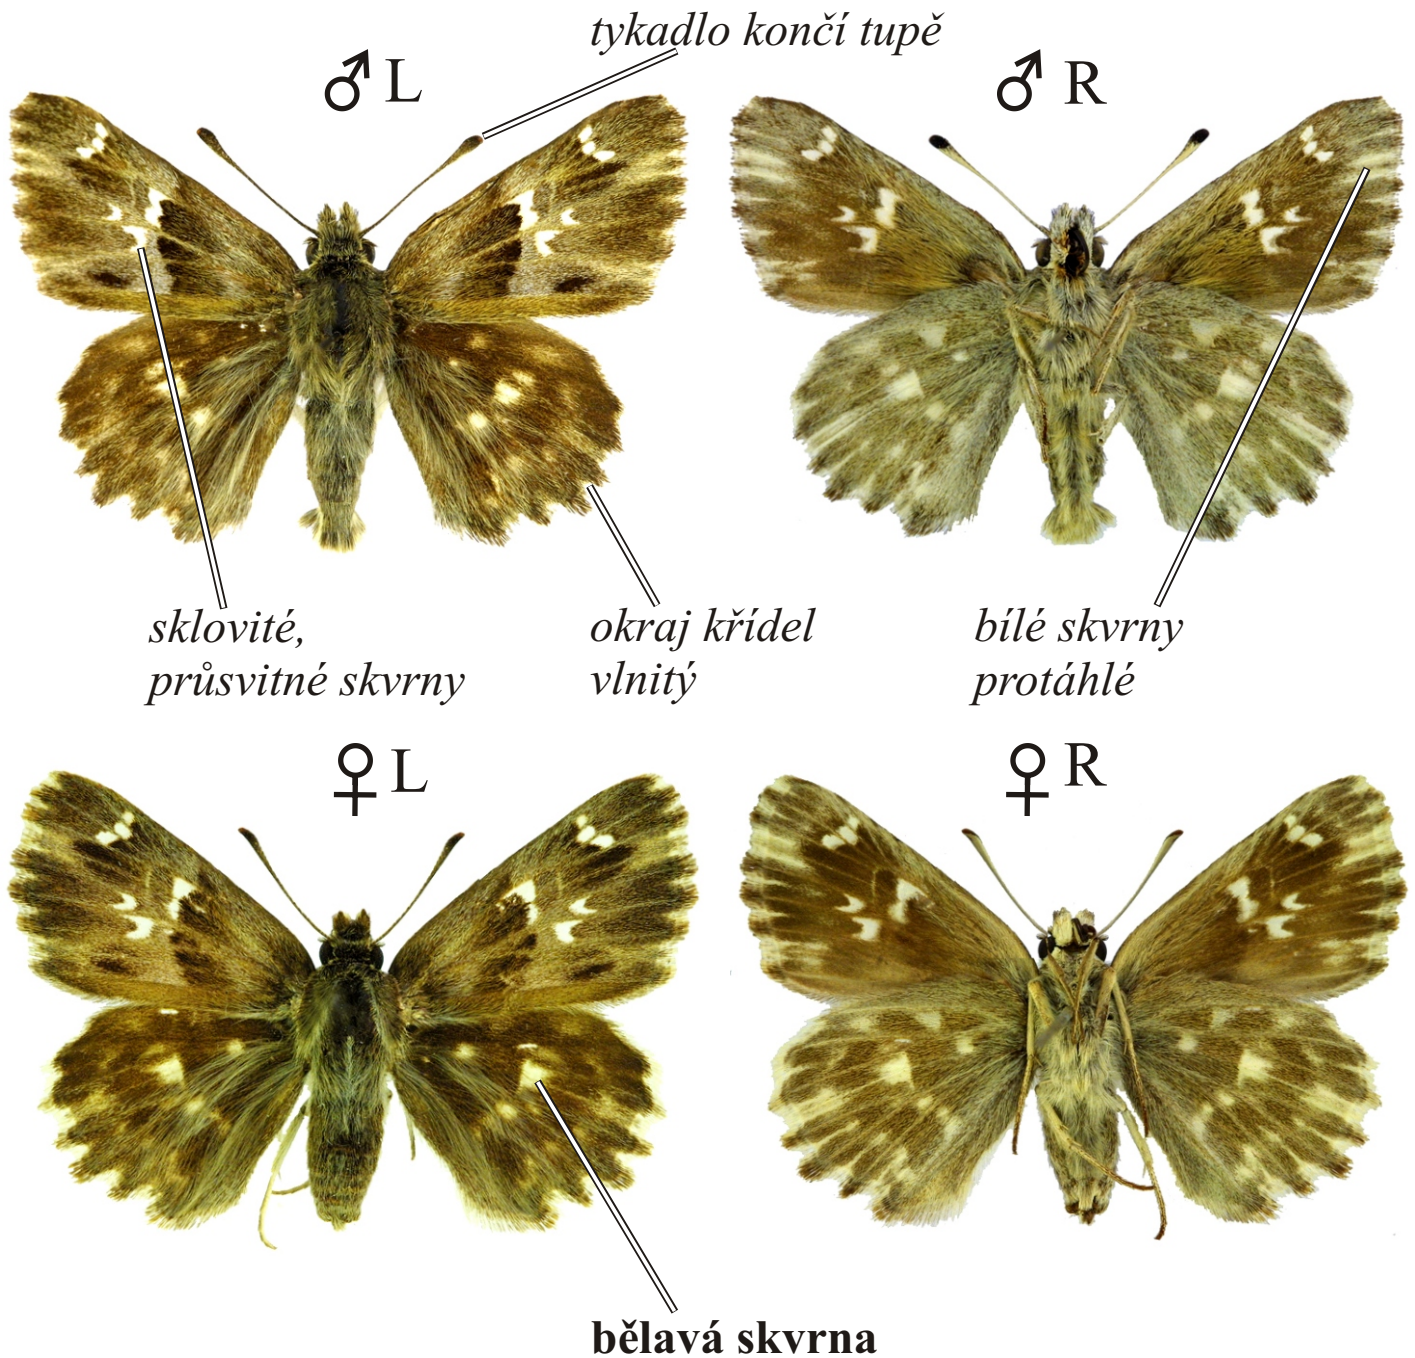 tykadlo končí tupě
♂ L
♂ R
sklovité,
průsvitné skvrny
okraj křídel
vlnitý
bílé skvrny
protáhlé
♀ L
♀ R
bělavá skvrna